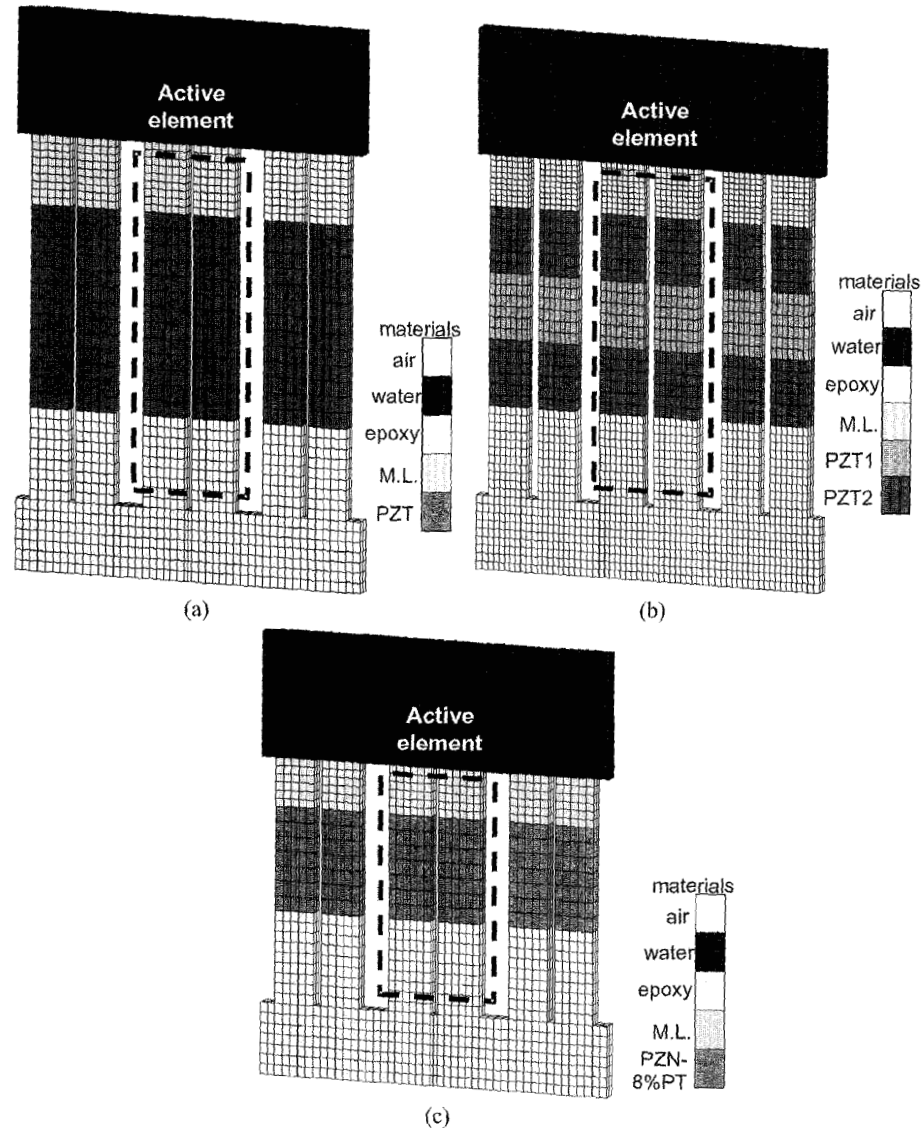 Active
element
materials
air
water
epoxy
M.L.
PZT
(a)
Active
element
materials
air
water
epoxy
M.L.
PZT1
PZT2
(b)
Active
element
materials
air
water
epoxy
M.L.
PZN-
8%PT
(c)